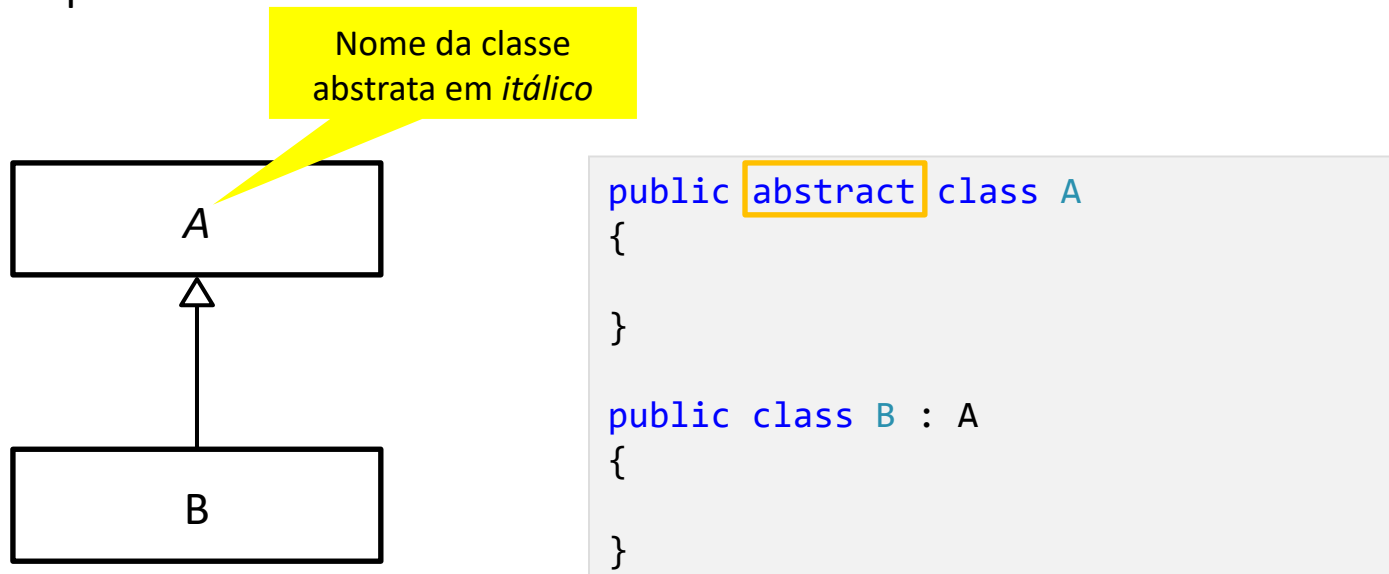 Nome da classe
abstrata em itálico
A
B
public abstract class A
{
}
public class B : A
{
}